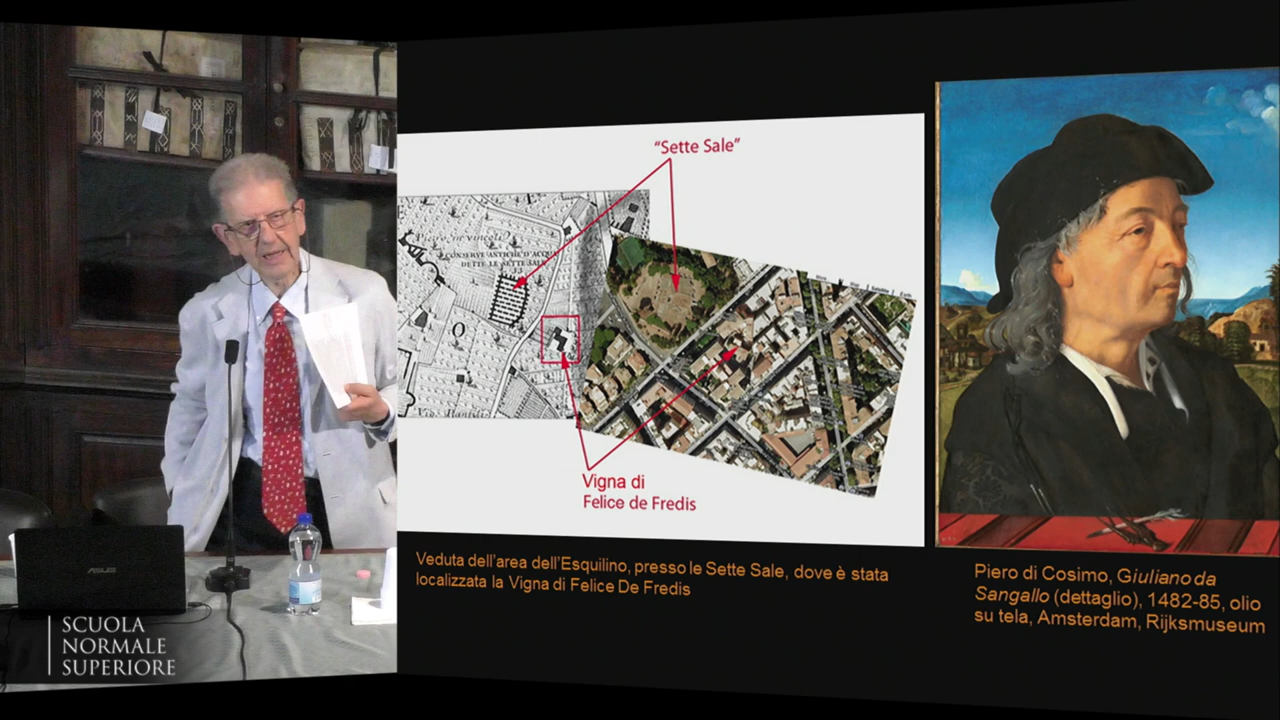 "Sette Sale"
CONSERVE ANTICHE D'ACQUA
DETTE LE SETTE SALE
13
O
Vigna di
Felice de Fredis
Veduta dell'area dell'Esquilino, presso le Sette Sale, dove è stata
localizzata la Vigna di Felice De Fredis
Piero di Cosimo, Giuliano da
Sangallo (dettaglio), 1482-85, olio
su tela, Amsterdam, Rijksmuseum
ASUS
SCUOLA
NORMALE
SUPERIORE